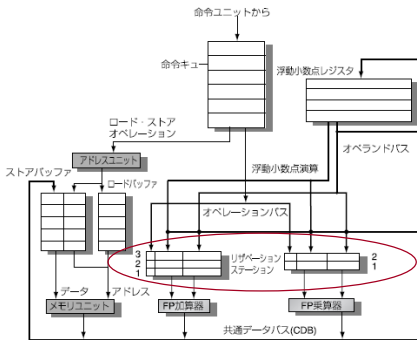 命令ユニットから
命令キュー
浮動小数点レジスタ
ロード・ストア
オペレーション
アドレスユニット
オペランドバス
ストアバッファ
ロードバッファ
浮動小数点演算
オペレーションバス
3
2
1
リザベーション
ステーション
2
1
データ
アドレス
メモリユニット
FP加算器
FP乗算器
共通データバス(CDB)